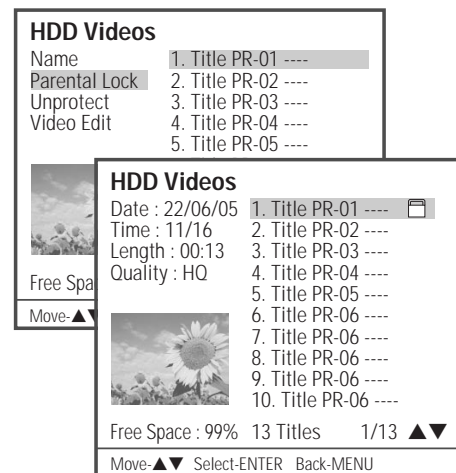 HDD Videos
Name 1. Title PR-01 ----
Parental Lock 2. Title PR-02 ----
Unprotect 3. Title PR-03 ----
Video Edit 4. Title PR-04 ----
5. Title PR-05 ----
Free Spa
Move-▲▼
HDD Videos
Date : 22/06/05 1. Title PR-01 ----
Time : 11/16 2. Title PR-02 ----
Length : 00:13 3. Title PR-03 ----
Quality : HQ 4. Title PR-04 ----
5. Title PR-05 ----
6. Title PR-06 ----
7. Title PR-06 ----
8. Title PR-06 ----
9. Title PR-06 ----
10. Title PR-06 ----
Free Space : 99% 13 Titles 1/13 ▲▼
Move-▲▼ Select-ENTER Back-MENU